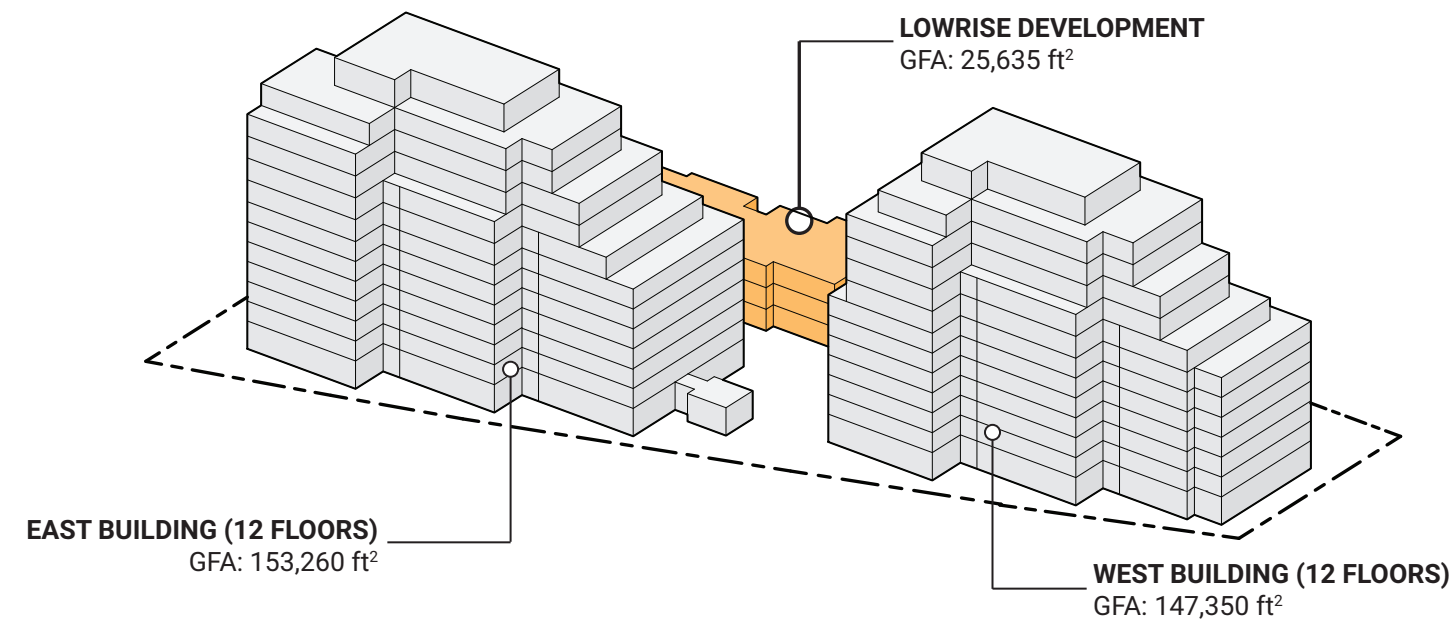 LOWRISE DEVELOPMENT
GFA: 25,635 ft²
EAST BUILDING (12 FLOORS)
GFA: 153,260 ft²
WEST BUILDING (12 FLOORS)
GFA: 147,350 ft²